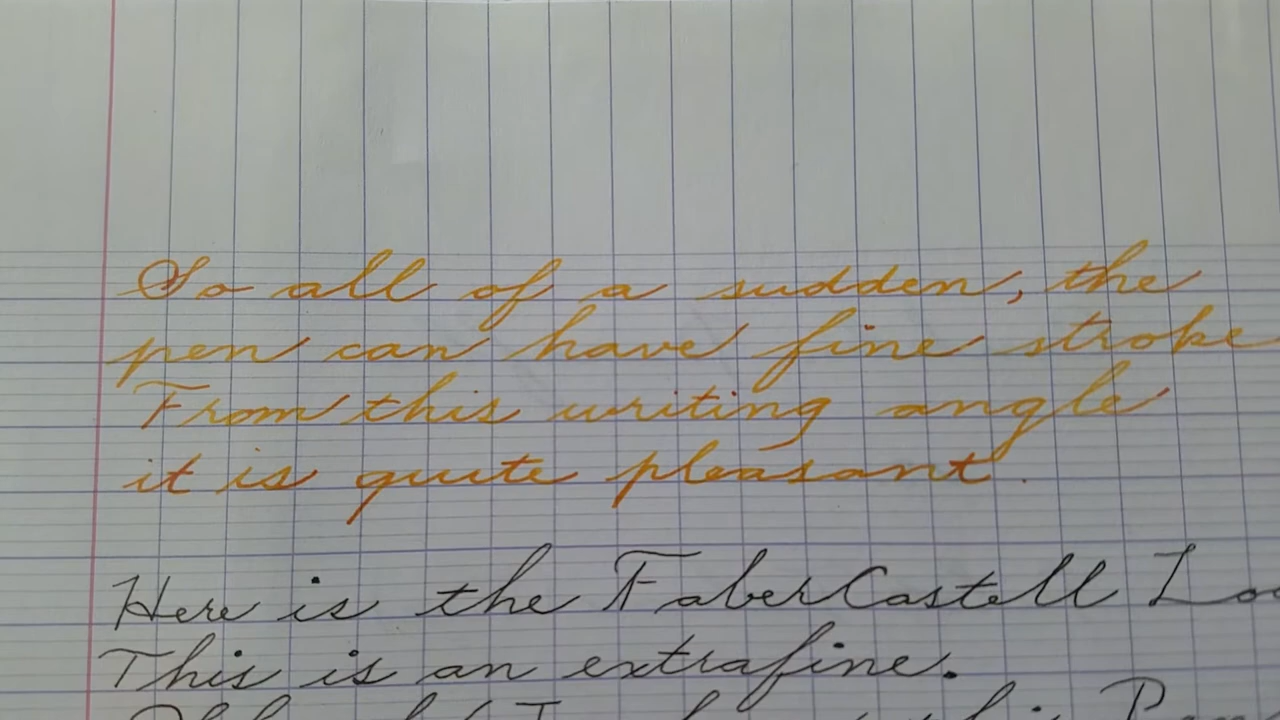 So all of a sudden, the
pen can have fine stroke
From this writing angle
it is quite pleasant.
Here is the FaberCastell
This is an extrafine.